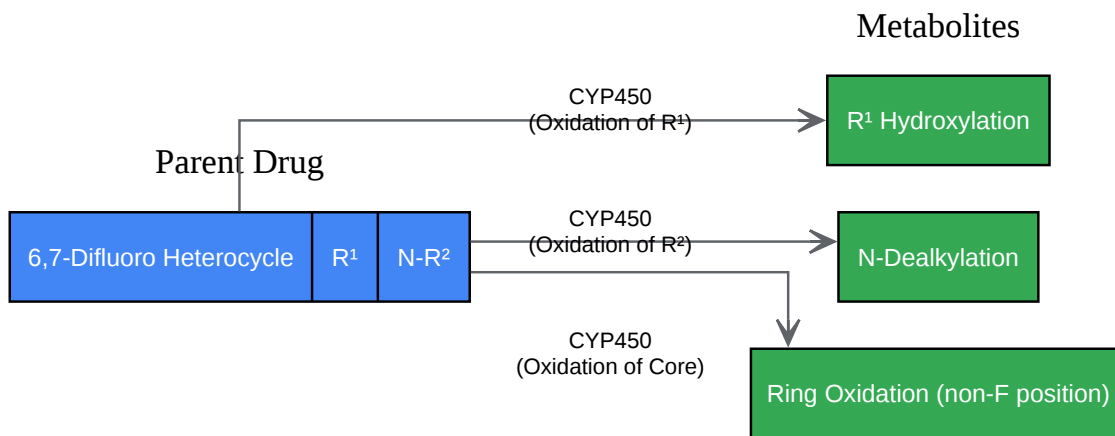 Metabolites
CYP450
(Oxidation of R¹)
R¹ Hydroxylation
Parent Drug
6,7-Difluoro Heterocycle
R¹
N-R²
CYP450
(Oxidation of R²)
N-Dealkylation
CYP450
(Oxidation of Core)
Ring Oxidation (non-F position)